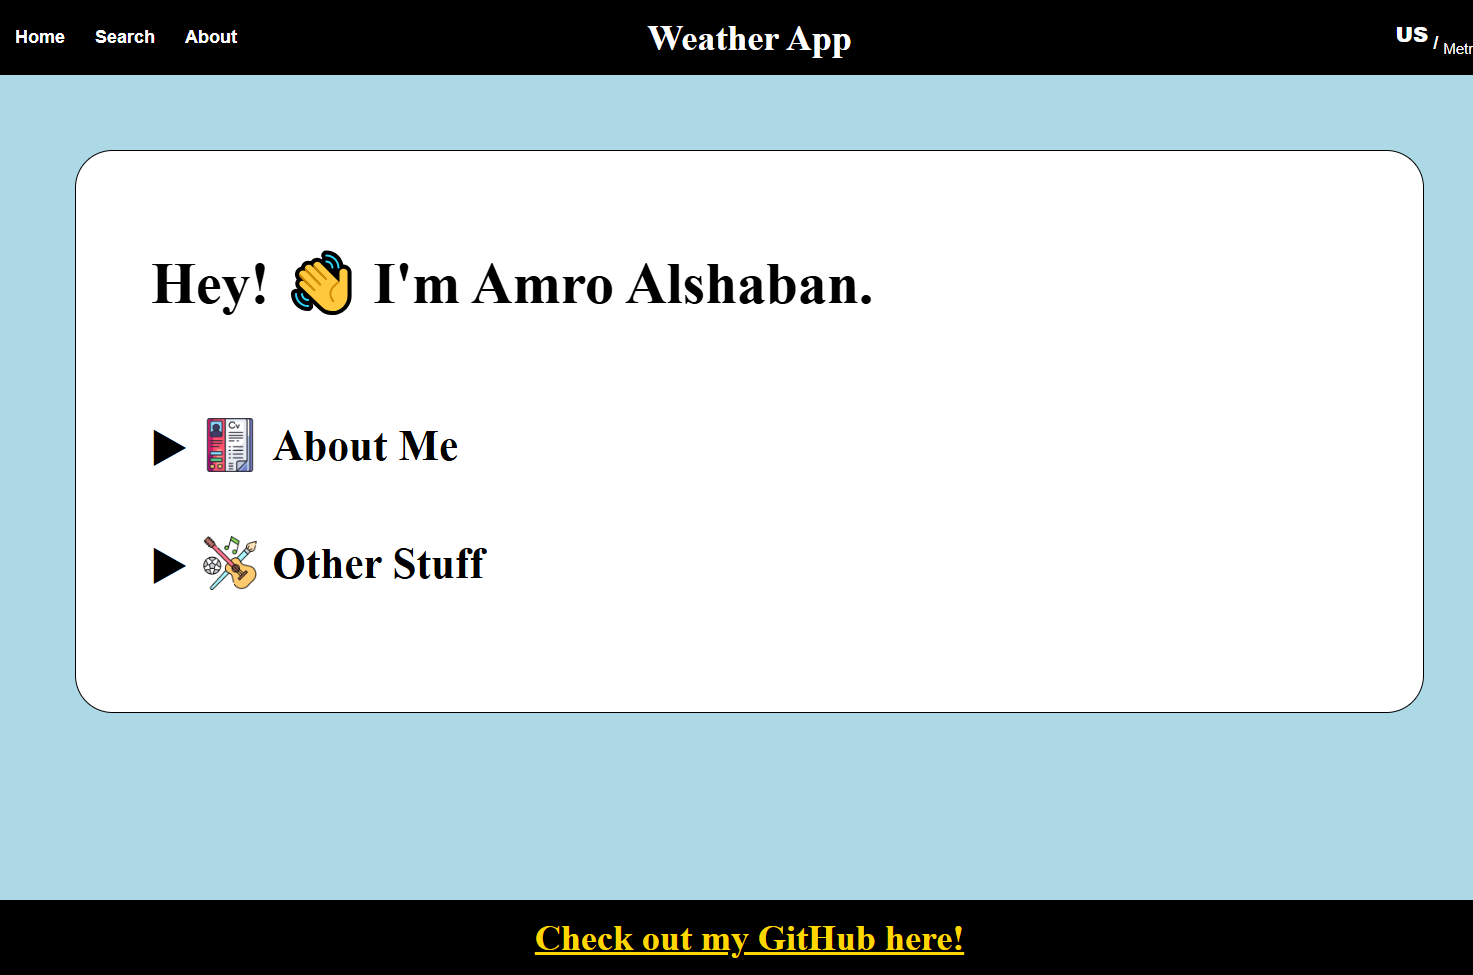 Home Search About Weather App US / Metr
Hey! 👋 I'm Amro Alshaban.
▶ Cv About Me
▶ Other Stuff
Check out my GitHub here!